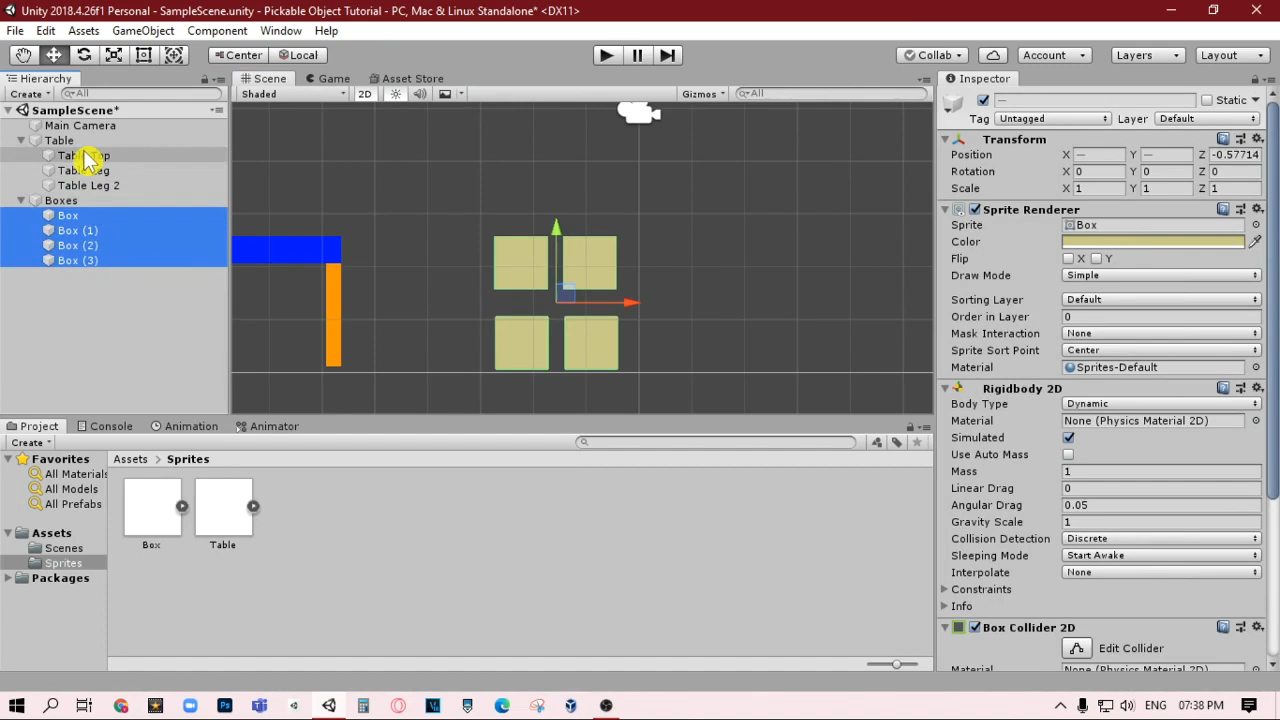 Unity 2018.4.26f1 Personal - SampleScene.unity - Pickable Object Tutorial - PC, Mac & Linux Standalone* <DX11>
File Edit Assets GameObject Component Window Help
Center Local Collab Account Layers Layout
Hierarchy Scene Game Asset Store Inspector
Create All Shaded 2D Gizmos All Static
SampleScene* Tag Untagged Layer Default
Main Camera
Table Transform
Position X — Y — Z -0.57714
Rotation X 0 Y 0 Z 0
Table Leg 2 Scale X 1 Y 1 Z 1
Boxes Sprite Renderer
Box Sprite Box
Box (1) Color
Box (2) Flip X Y
Box (3) Draw Mode Simple
Sorting Layer Default
Order in Layer 0
Mask Interaction None
Sprite Sort Point Center
Material Sprites-Default
Rigidbody 2D
Body Type Dynamic
Material None (Physics Material 2D)
Project Console Animation Animator Simulated
Create Use Auto Mass
Favorites Assets Sprites Mass 1
All Materials Linear Drag 0
All Models
All Prefabs Angular Drag 0.05
Gravity Scale 1
Assets Collision Detection Discrete
Scenes Box Table Sleeping Mode Start Awake
Sprites Interpolate None
Packages Constraints
Info
Box Collider 2D
Edit Collider
Material None (Physics Material 2D)
ENG 07:38 PM